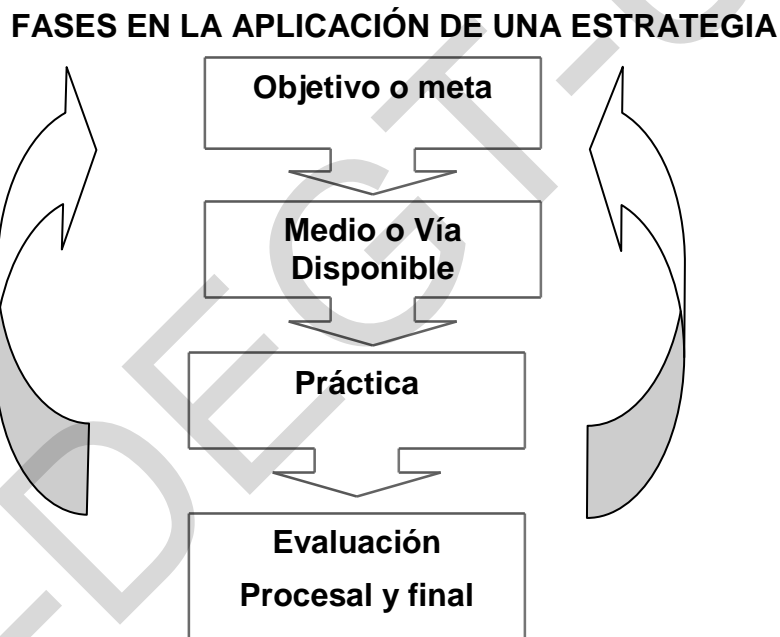 FASES EN LA APLICACIÓN DE UNA ESTRATEGIA
Objetivo o meta
Medio o Vía
Disponible
Práctica
Evaluación
Procesal y final